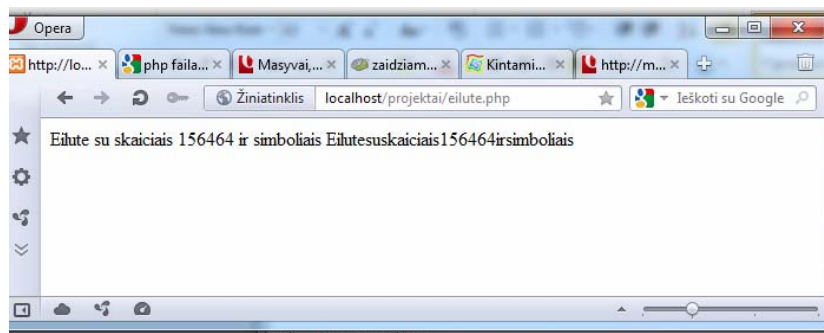 Opera
http://lo...
php faila...
Masyvai,...
zaidziam...
Kintami...
http://m...
Žiniatinklis
localhost/projektai/eilute.php
Ieškoti su Google
Eilute su skaiciais 156464 ir simboliais Eilutesuskaiciais156464irsimboliais